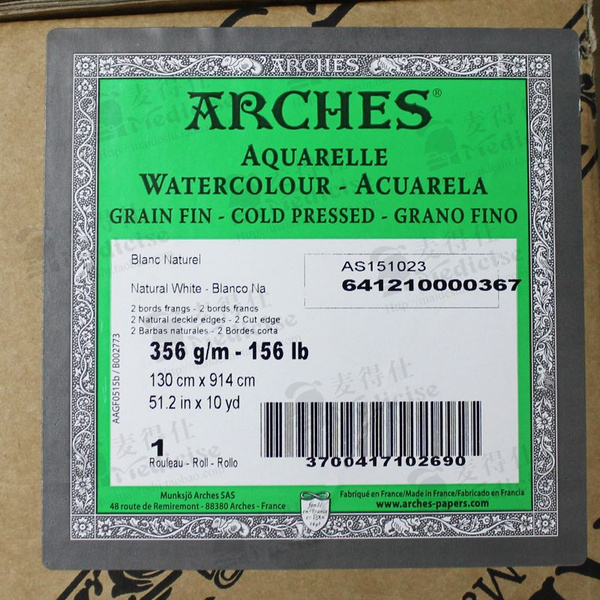 ARCHES
ARCHES®
AQUARELLE
WATERCOLOUR - ACUARELA
GRAIN FIN - COLD PRESSED - GRANO FINO
Blanc Naturel
Natural White - Blanco Na
AS151023
641210000367
2 bords frangs - 2 bords francs
2 Natural deckle edges - 2 Cut edge
2 Barbas naturales - 2 Bordes corta
356 g/m - 156 lb
130 cm x 914 cm
51.2 in x 10 yd
AAGF0515b / B002773
1
Rouleau - Roll - Rollo
3700417102690
Munksjö Arches SAS
48 route de Remiremont - 88380 Arches - France
Fabriqué en France/Made in France/Fabricado en Francia
www.arches-papers.com
麦得仕
Medicise